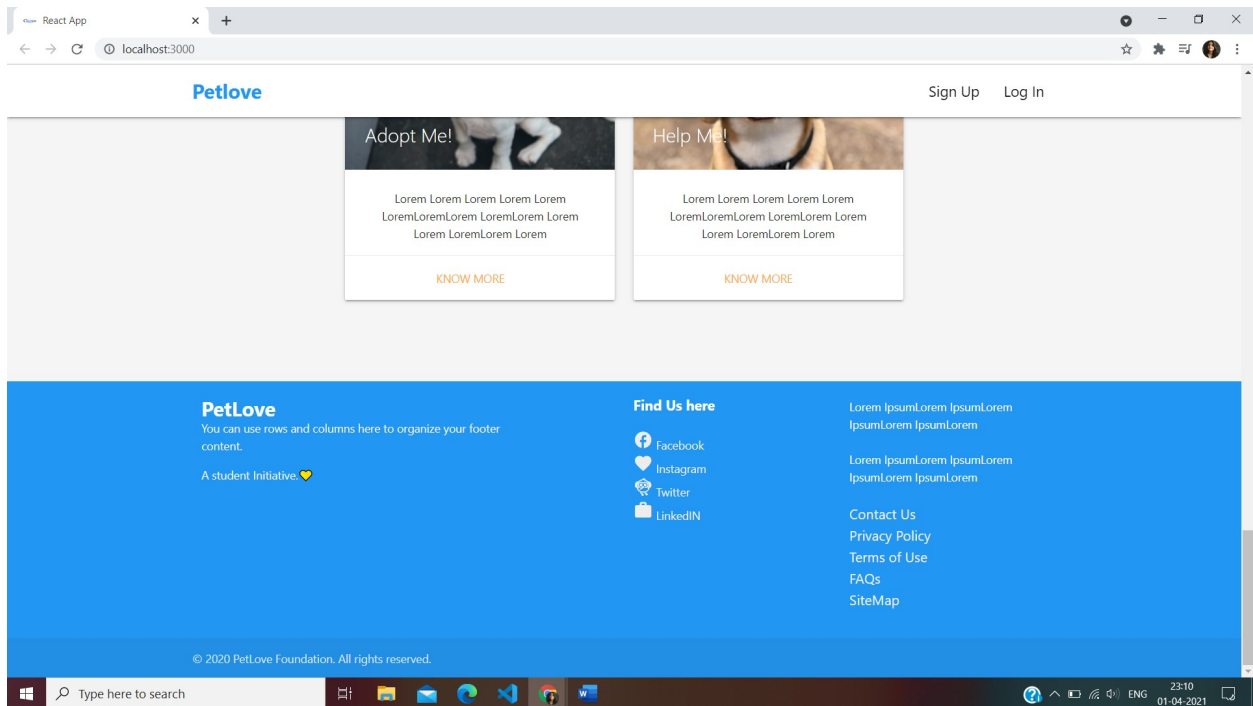 React App
localhost:3000
Petlove
Sign Up
Log In
Adopt Me!
Help Me!
Lorem Lorem Lorem Lorem Lorem
LoremLoremLorem LoremLorem Lorem
Lorem LoremLorem Lorem
KNOW MORE
Lorem Lorem Lorem Lorem Lorem
LoremLoremLorem LoremLorem Lorem
Lorem LoremLorem Lorem
KNOW MORE
PetLove
You can use rows and columns here to organize your footer
content.
A student Initiative.💛
Find Us here
Facebook
Instagram
Twitter
LinkedIN
Lorem IpsumLorem IpsumLorem
IpsumLorem IpsumLorem
Lorem IpsumLorem IpsumLorem
IpsumLorem IpsumLorem
Contact Us
Privacy Policy
Terms of Use
FAQs
SiteMap
© 2020 PetLove Foundation. All rights reserved.
Type here to search
ENG
23:10
01-04-2021